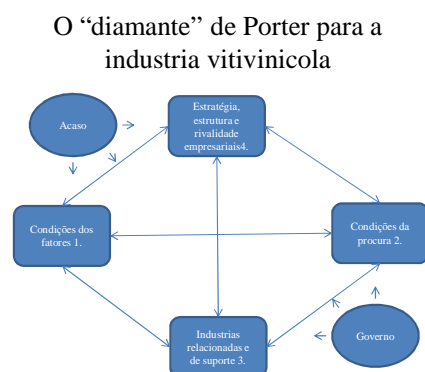 O “diamante” de Porter para a
industria vitivinicola
Acaso
Estratégia,
estrutura e
rivalidade
empresariais4.
Condições dos
fatores 1.
Condições da
procura 2.
Industrias
relacionadas e
de suporte 3.
Governo